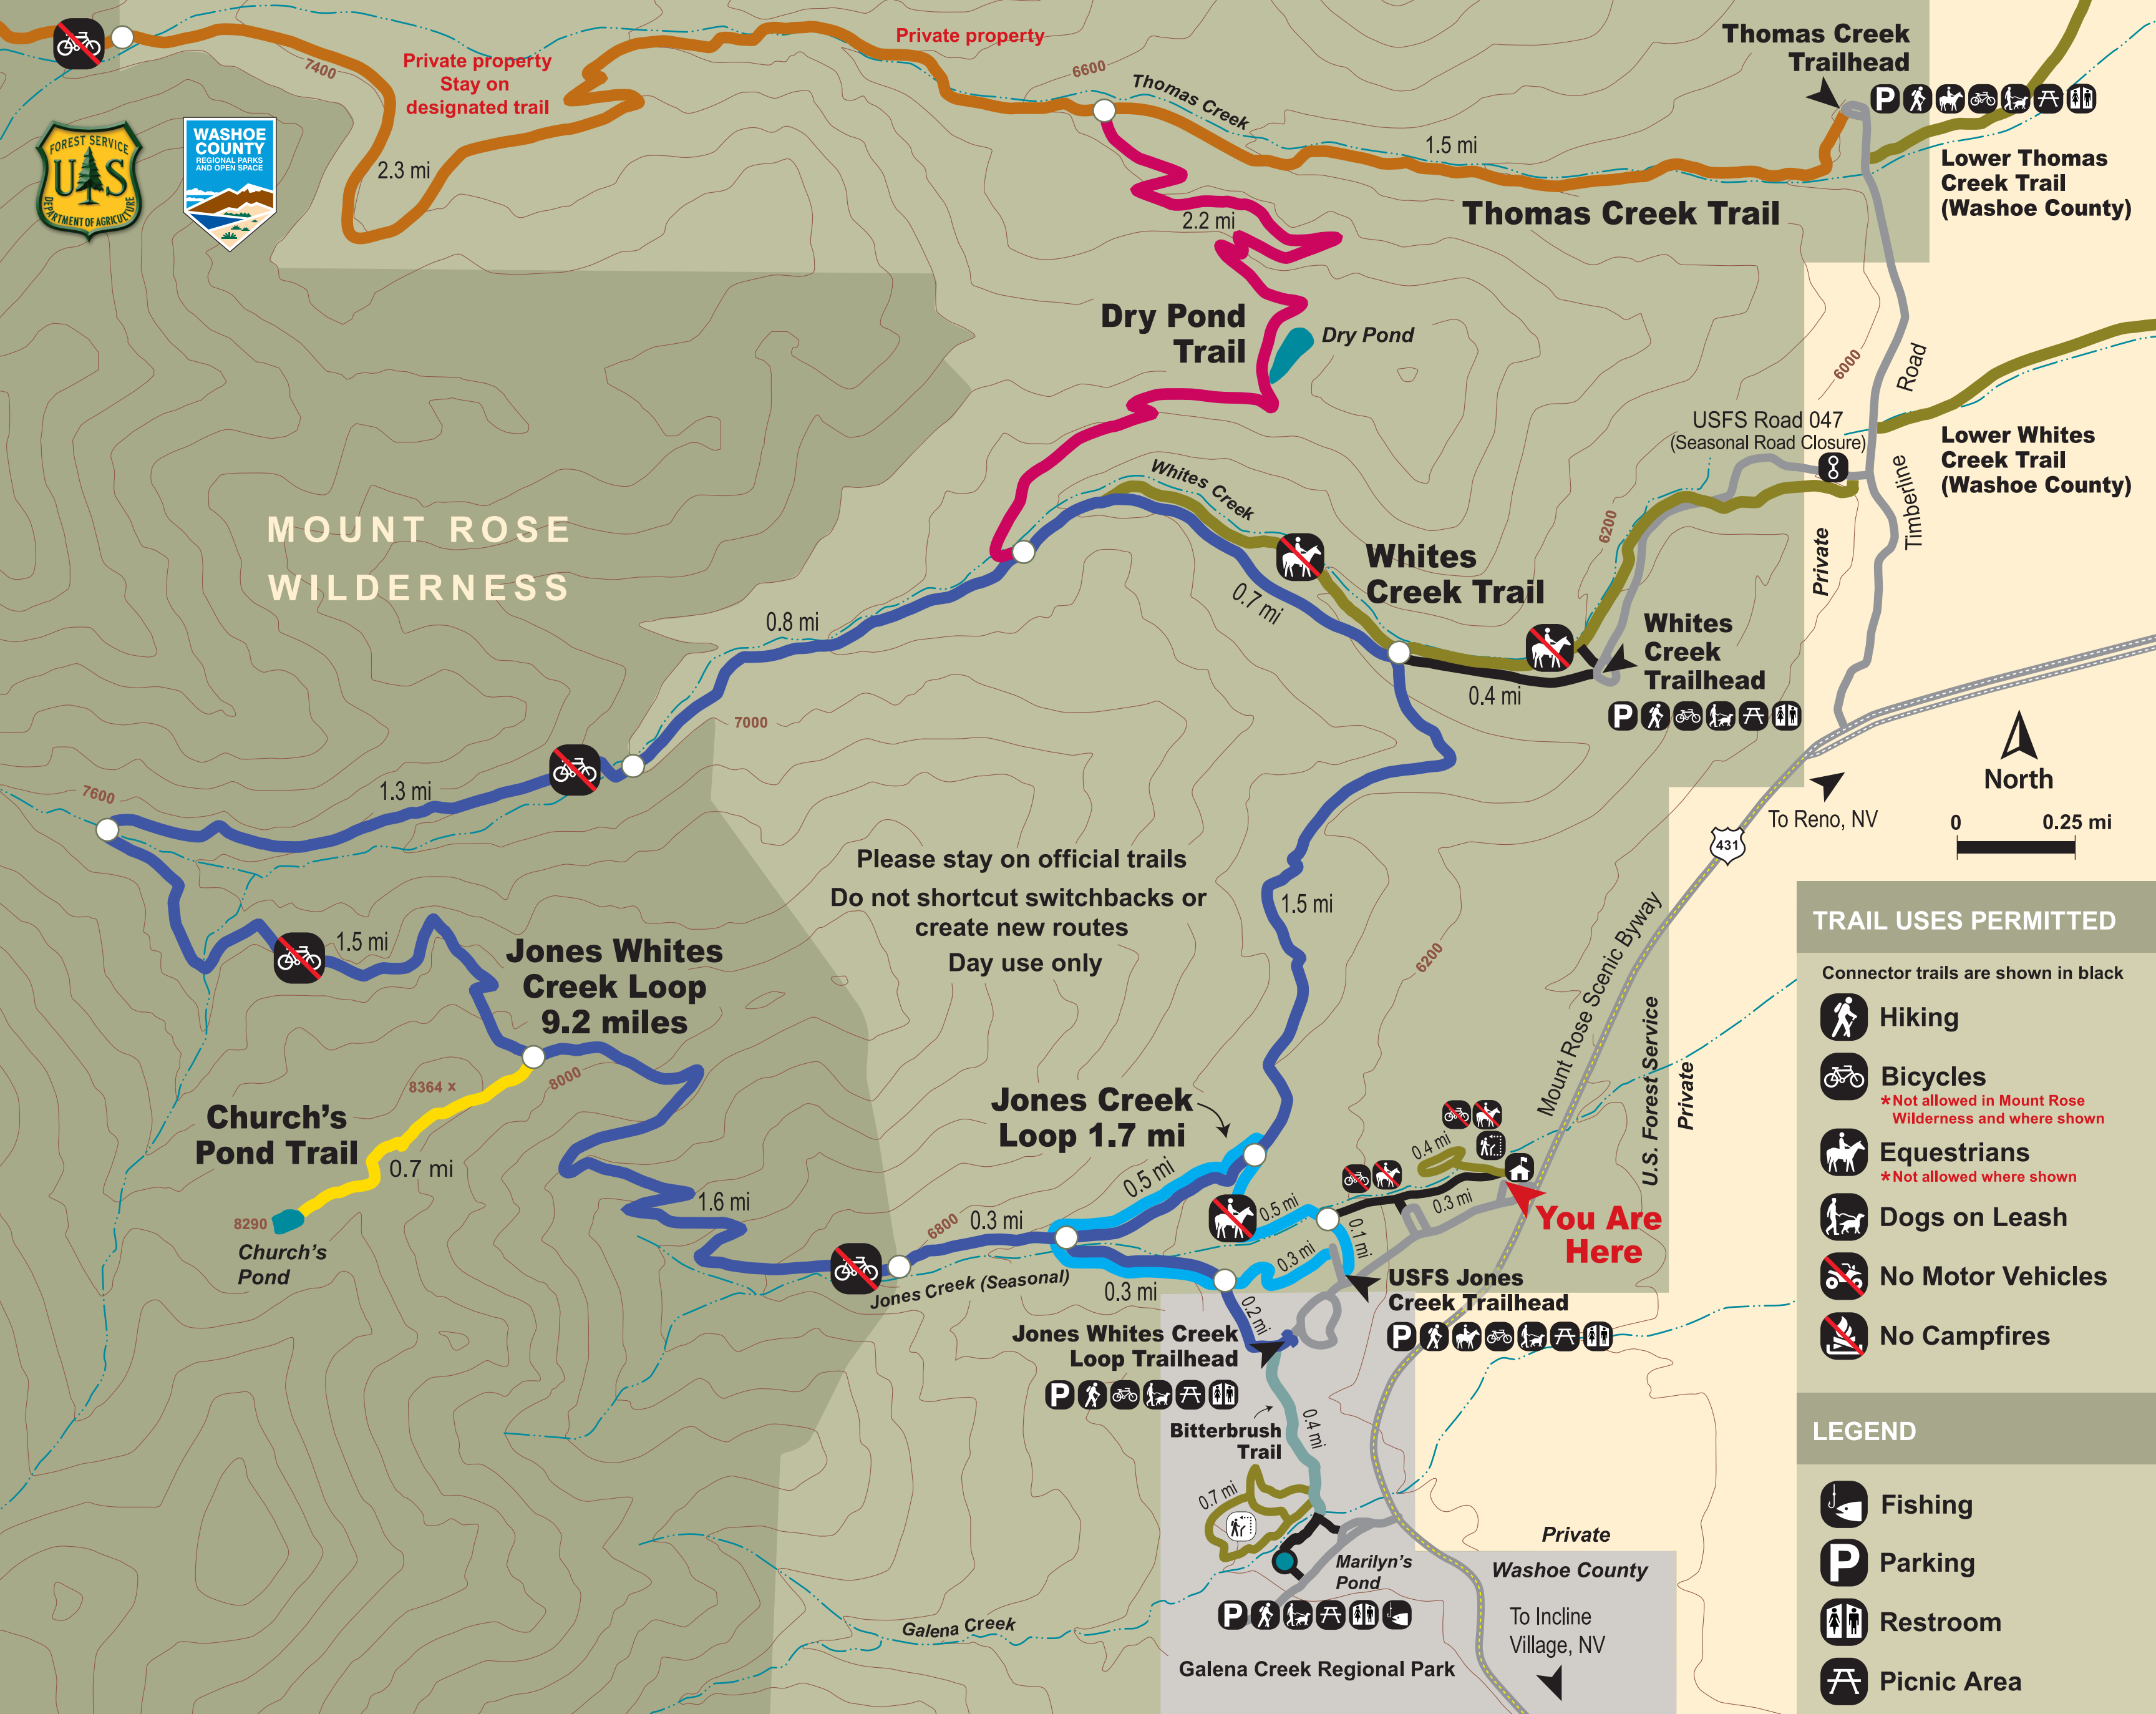 Thomas Creek
Trailhead
Private property
Private property
Stay on
designated trail
7400
6600
Thomas Creek
1.5 mi
P
FOREST SERVICE
U S
DEPARTMENT OF AGRICULTURE
WASHOE
COUNTY
REGIONAL PARKS
AND OPEN SPACE
2.3 mi
Lower Thomas
Creek Trail
(Washoe County)
Thomas Creek Trail
2.2 mi
Dry Pond
Trail
Dry Pond
6000
Road
USFS Road 047
(Seasonal Road Closure)
Lower Whites
Creek Trail
(Washoe County)
Timberline
Whites Creek
6200
MOUNT ROSE
WILDERNESS
Private
Whites
Creek Trail
0.7 mi
0.8 mi
Whites
Creek
Trailhead
P
0.4 mi
7000
North
1.3 mi
7600
To Reno, NV
0
0.25 mi
431
Please stay on official trails
Do not shortcut switchbacks or
create new routes
Day use only
1.5 mi
1.5 mi
Jones Whites
Creek Loop
9.2 miles
6200
Mount Rose Scenic Byway
U.S. Forest Service
Private
8364 x
8000
Church's
Pond Trail
0.7 mi
8290
Church's
Pond
Jones Creek
Loop 1.7 mi
0.5 mi
0.4 mi
1.6 mi
6800
0.3 mi
0.5 mi
0.3 mi
0.1 mi
You Are
Here
0.3 mi
0.3 mi
Jones Creek (Seasonal)
0.2 mi
USFS Jones
Creek Trailhead
P
Jones Whites Creek
Loop Trailhead
P
Bitterbrush
Trail
0.4 mi
0.7 mi
Marilyn's
Pond
P
Private
Washoe County
To Incline
Village, NV
Galena Creek
Galena Creek Regional Park
TRAIL USES PERMITTED
Connector trails are shown in black
Hiking
Bicycles
*Not allowed in Mount Rose
Wilderness and where shown
Equestrians
*Not allowed where shown
Dogs on Leash
No Motor Vehicles
No Campfires
LEGEND
Fishing
P Parking
Restroom
Picnic Area